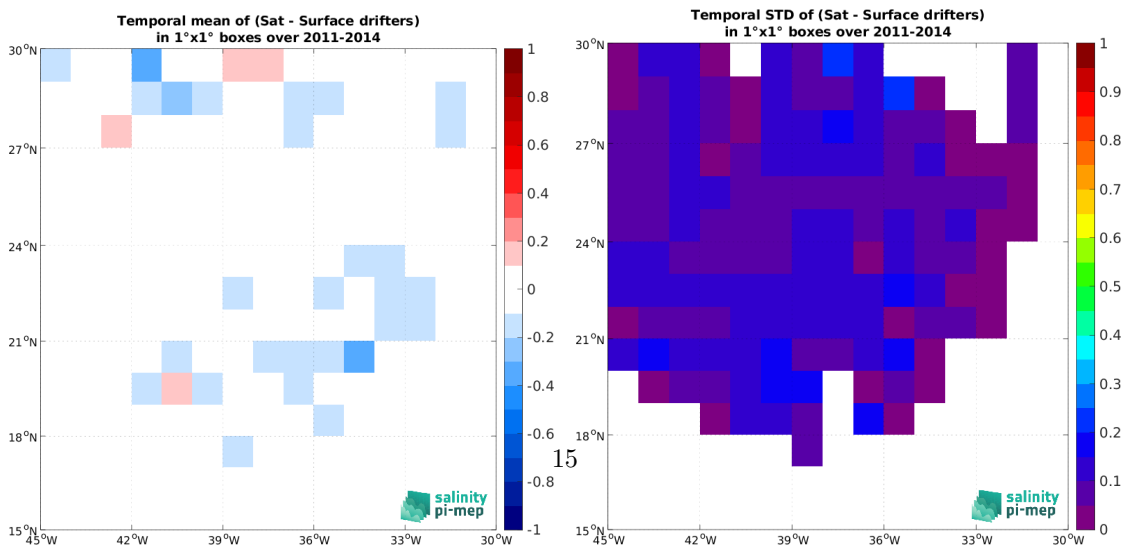 Temporal mean of (Sat - Surface drifters)
in 1°x1° boxes over 2011-2014
30°N
27°N
24°N
21°N
18°N
15°N
45°W
42°W
39°W
36°W
33°W
30°W
1
0.8
0.6
0.4
0.2
0
-0.2
-0.4
-0.6
-0.8
-1
salinity
pi-mep
15
Temporal STD of (Sat - Surface drifters)
in 1°x1° boxes over 2011-2014
30°N
27°N
24°N
21°N
18°N
15°N
45°W
42°W
39°W
36°W
33°W
30°W
1
0.9
0.8
0.7
0.6
0.5
0.4
0.3
0.2
0.1
0
salinity
pi-mep